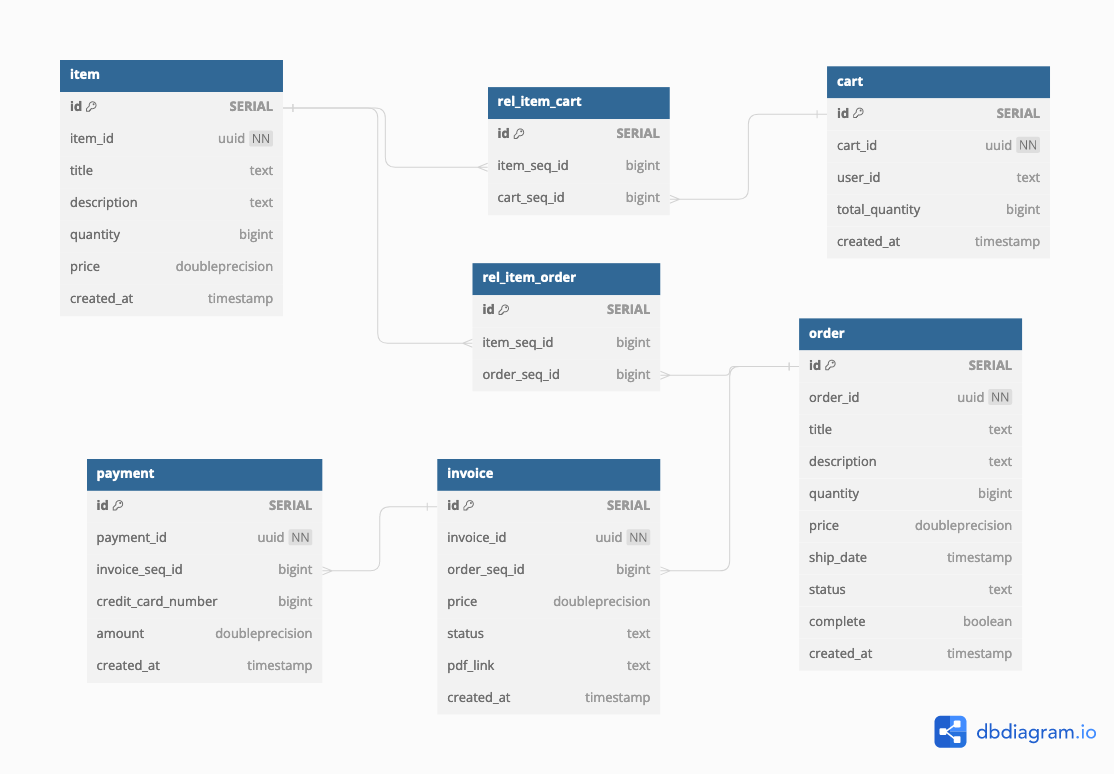 item
id SERIAL
item_id uuid NN
title text
description text
quantity bigint
price doubleprecision
created_at timestamp
rel_item_cart
id SERIAL
item_seq_id bigint
cart_seq_id bigint
cart
id SERIAL
cart_id uuid NN
user_id text
total_quantity bigint
created_at timestamp
rel_item_order
id SERIAL
item_seq_id bigint
order_seq_id bigint
order
id SERIAL
order_id uuid NN
title text
description text
quantity bigint
price doubleprecision
ship_date timestamp
status text
complete boolean
created_at timestamp
payment
id SERIAL
payment_id uuid NN
invoice_seq_id bigint
credit_card_number bigint
amount doubleprecision
created_at timestamp
invoice
id SERIAL
invoice_id uuid NN
order_seq_id bigint
price doubleprecision
status text
pdf_link text
created_at timestamp
dbdiagram.io